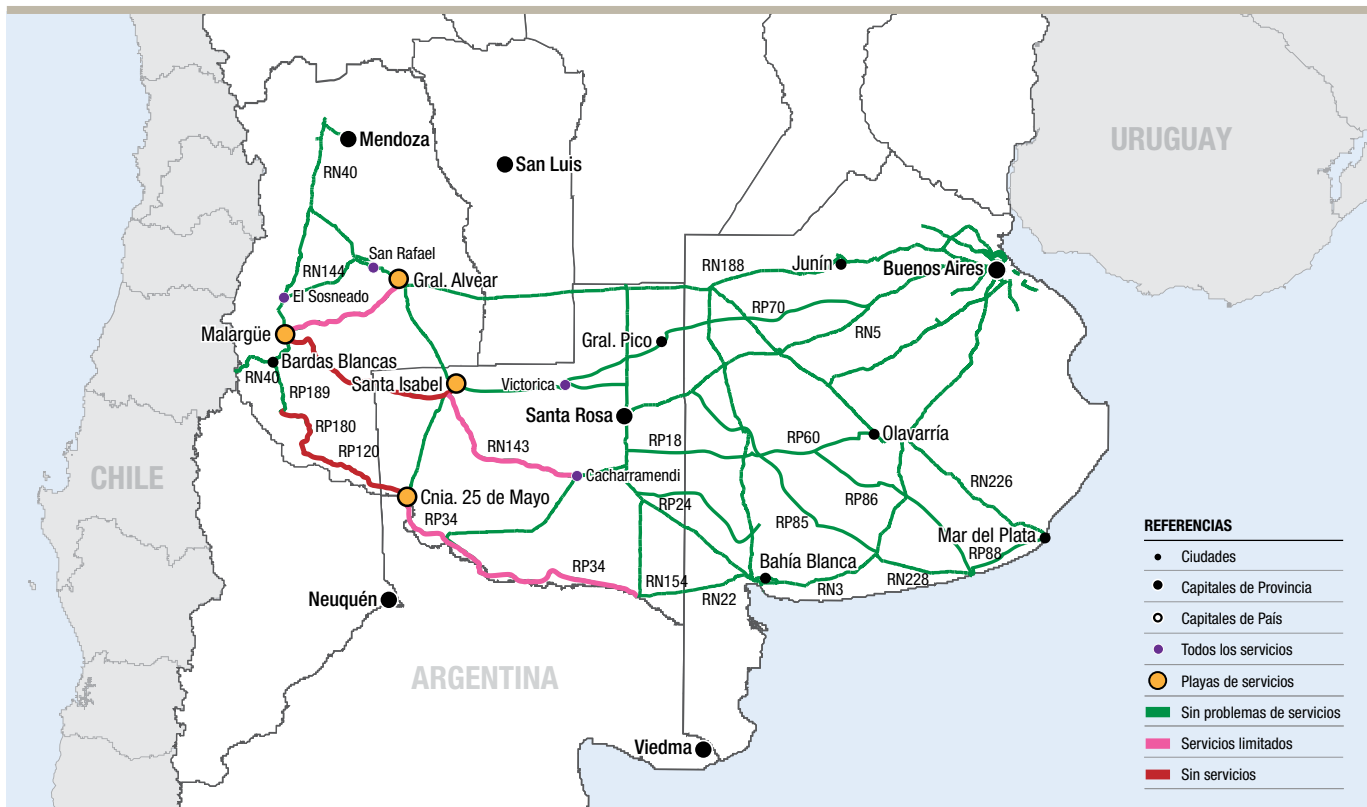 URUGUAY
Mendoza
San Luis
RN40
San Rafael
RN144
Gral. Alvear
El Sosneado
RN188
Junín
Buenos Aires
RP70
RN5
Malargüe
Gral. Pico
Bardas Blancas
RN40
Santa Isabel
Victorica
RP189
Santa Rosa
RP180
RP120
RN143
RP18
RP60
Olavarría
CHILE
Cacharramendi
Cnia. 25 de Mayo
RP24
RP86
RN226
RP34
RP85
Mar del Plata
RP88
Bahía Blanca
RP34
RN154
RN22
RN3
RN228
Neuquén
ARGENTINA
Viedma
REFERENCIAS
Ciudades
Capitales de Provincia
Capitales de País
Todos los servicios
Playas de servicios
Sin problemas de servicios
Servicios limitados
Sin servicios